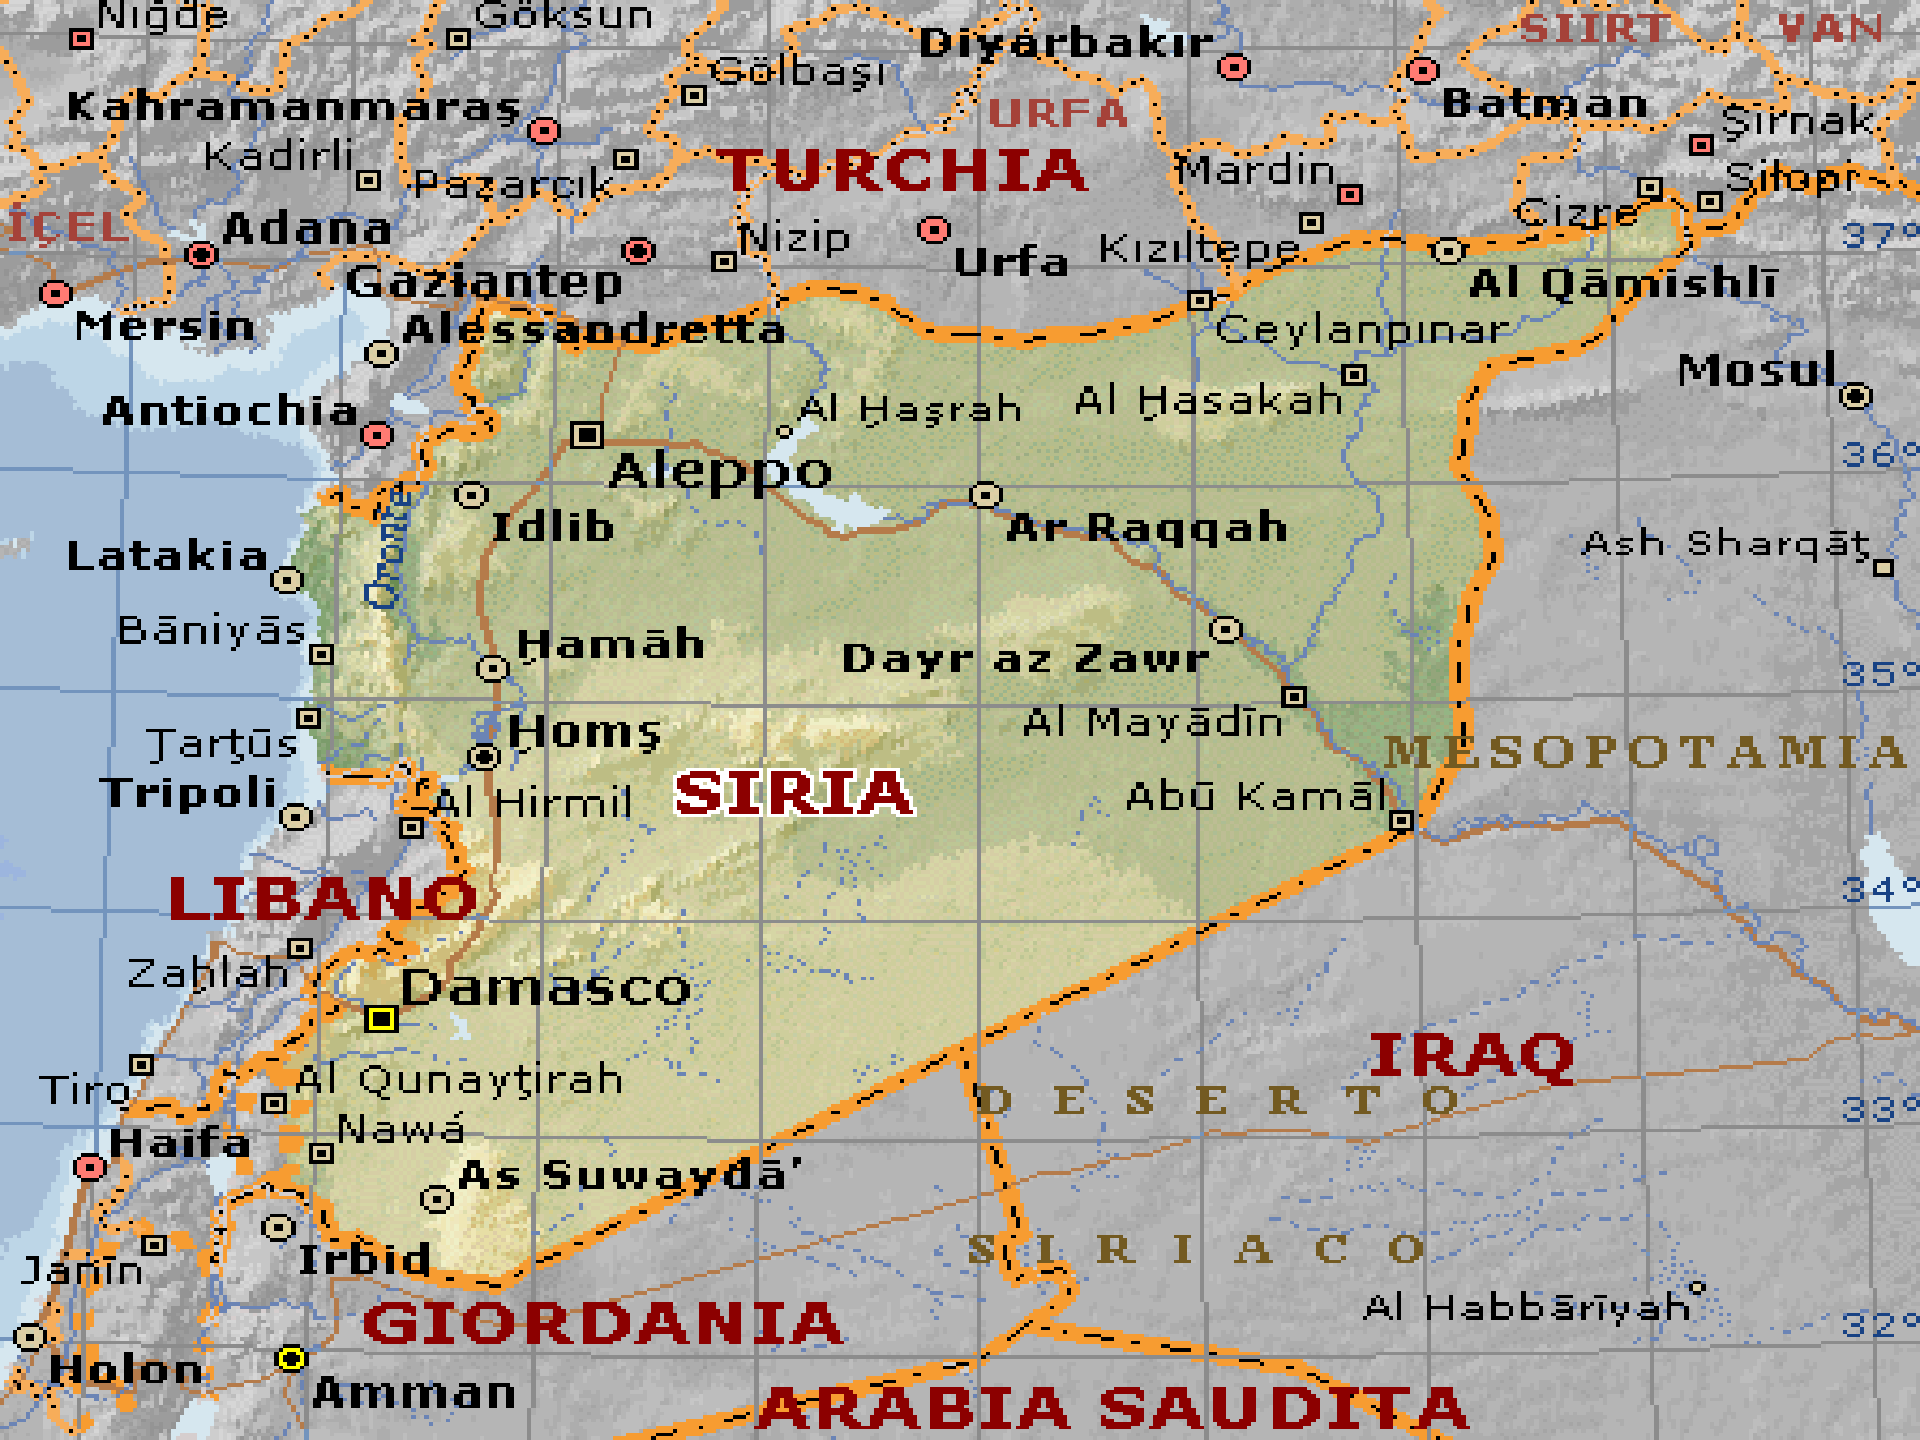 Niğde
Göksun
Diyarbakır
SIIRT
VAN
Gölbaşı
Kahramanmaraş
URFA
Batman
Şırnak
Kadirli
Pazarcık
TURCHIA
Mardin
Silopi
İÇEL
Adana
Nizip
Urfa
Kızıltepe
Cizre
37°
Gaziantep
Al Qāmishlī
Mersin
Alessandretta
Ceylanpınar
Mosul
Antiochia
Al Ḩaşrah
Al Ḩasakah
Aleppo
36°
Idlib
Ar Raqqah
Oronte
Latakia
Ash Sharqāţ
Bāniyās
Ḩamāh
Dayr az Zawr
35°
Ţarţūs
Ḩomş
Al Mayādīn
MESOPOTAMIA
Tripoli
Al Hirmil
SIRIA
Abū Kamāl
LIBANO
34°
Zaḩlah
Damasco
IRAQ
Tiro
Al Qunayţirah
DESERTO
33°
Haifa
Nawá
As Suwaydā'
Irbid
SIRIACO
Janīn
GIORDANIA
Al Habbārīyah
32°
Holon
Amman
ARABIA SAUDITA